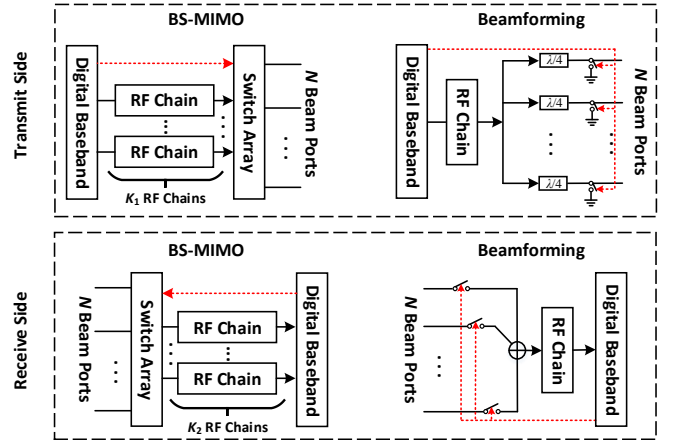 BS-MIMO
Beamforming
Transmit Side
Digital Baseband
RF Chain
RF Chain
K1 RF Chains
Switch Array
N Beam Ports
Digital Baseband
RF Chain
λ/4
λ/4
λ/4
N Beam Ports
BS-MIMO
Beamforming
Receive Side
N Beam Ports
Switch Array
RF Chain
RF Chain
K2 RF Chains
Digital Baseband
N Beam Ports
RF Chain
Digital Baseband